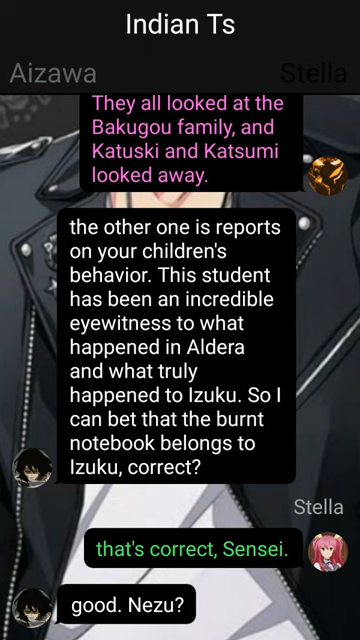 Indian Ts
Aizawa
Stella
They all looked at the
Bakugou family, and
Katuski and Katsumi
looked away.
the other one is reports
on your children's
behavior. This student
has been an incredible
eyewitness to what
happened in Aldera
and what truly
happened to Izuku. So I
can bet that the burnt
notebook belongs to
Izuku, correct?
Stella
that's correct, Sensei.
good. Nezu?